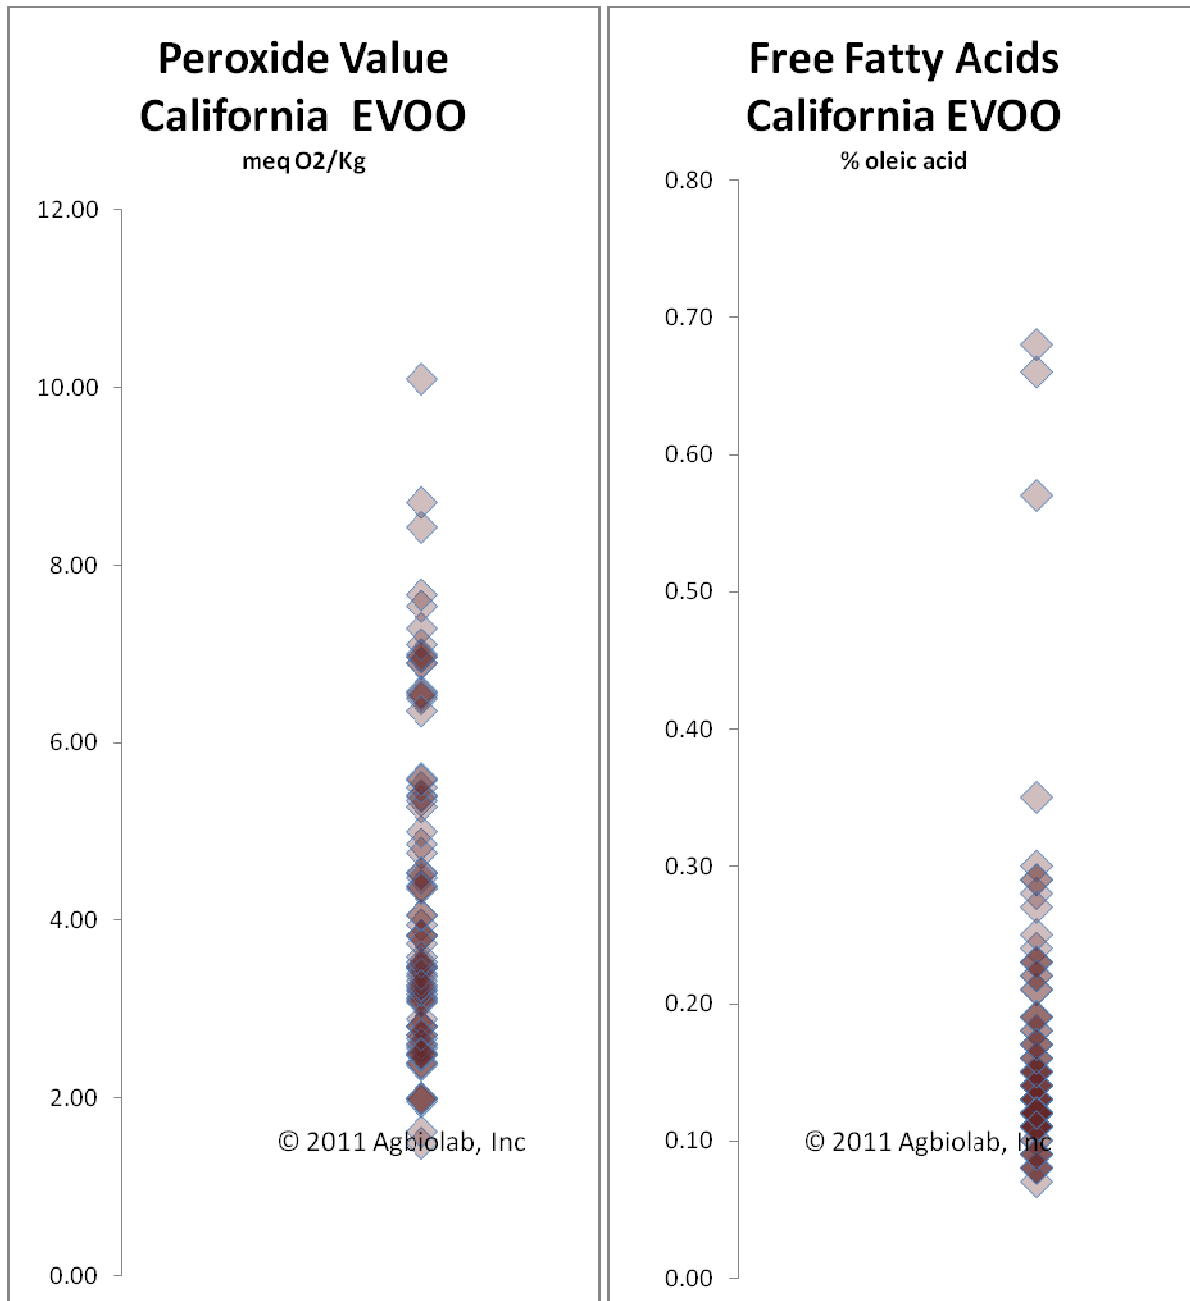 Peroxide Value
California EVOO
meq O2/Kg
12.00
10.00
8.00
6.00
4.00
2.00
0.00
© 2011 Agbiolab, Inc
Free Fatty Acids
California EVOO
% oleic acid
0.80
0.70
0.60
0.50
0.40
0.30
0.20
0.10
0.00
© 2011 Agbiolab, Inc